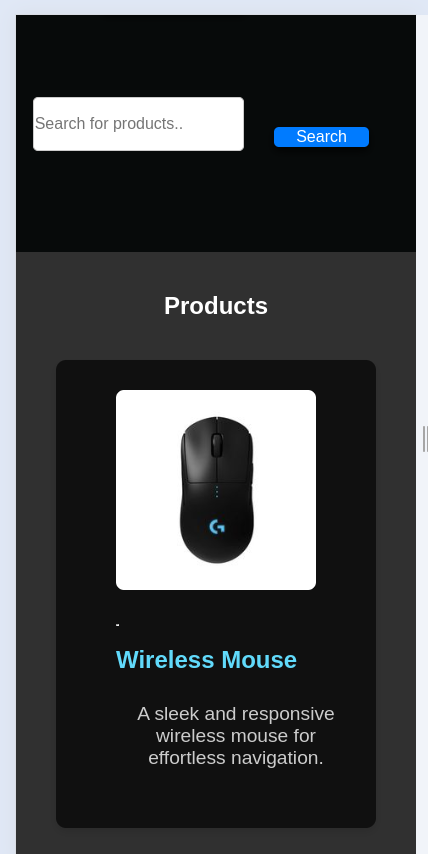 Search for products..
Search
Products
G
-
Wireless Mouse
A sleek and responsive
wireless mouse for
effortless navigation.